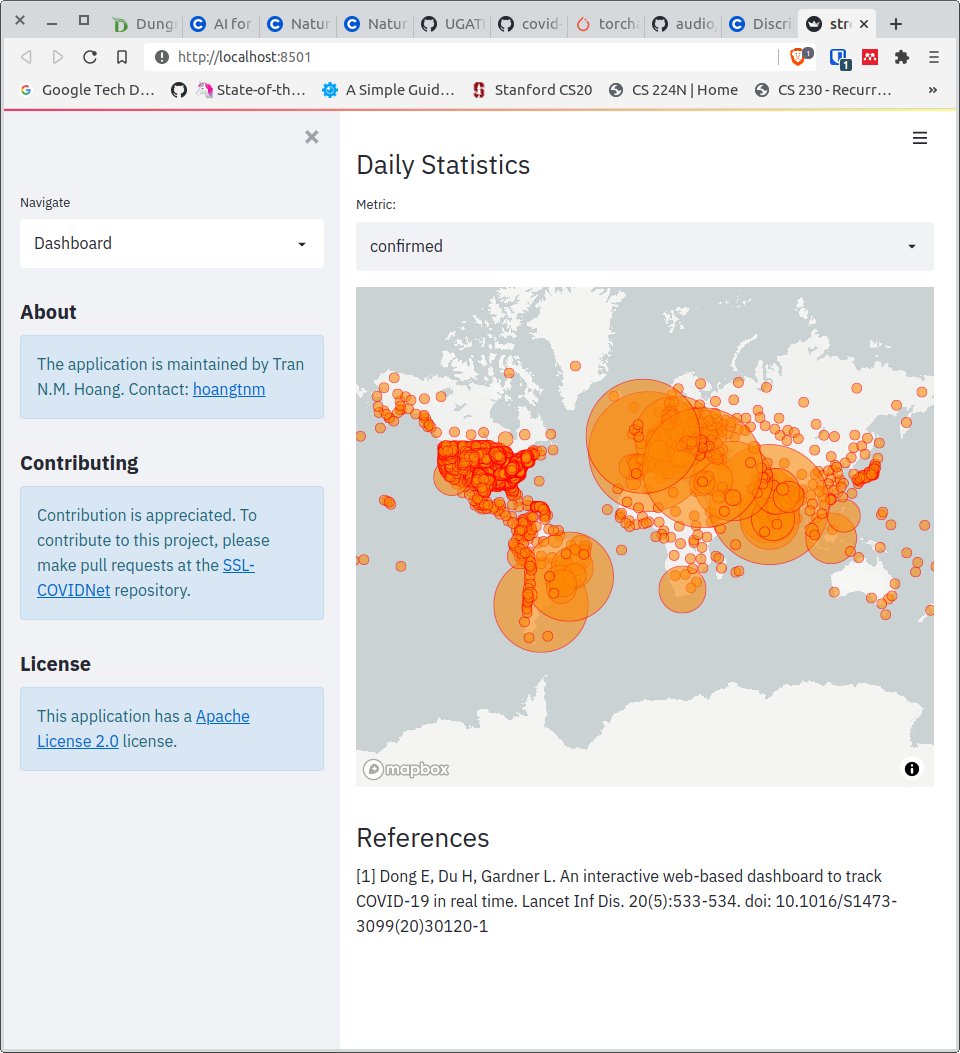 Dungr
AI for
Natur
Natur
UGATI
covid-
torcha
audio,
Discri
str
http://localhost:8501
1
1
Google Tech D...
State-of-th...
A Simple Guid...
Stanford CS20
CS 224N | Home
CS 230 - Recurr...
»
Navigate
Dashboard
About
The application is maintained by Tran
N.M. Hoang. Contact: hoangtnm
Contributing
Contribution is appreciated. To
contribute to this project, please
make pull requests at the SSL-
COVIDNet repository.
License
This application has a Apache
License 2.0 license.
Daily Statistics
Metric:
confirmed
mapbox
References
[1] Dong E, Du H, Gardner L. An interactive web-based dashboard to track
COVID-19 in real time. Lancet Inf Dis. 20(5):533-534. doi: 10.1016/S1473-
3099(20)30120-1